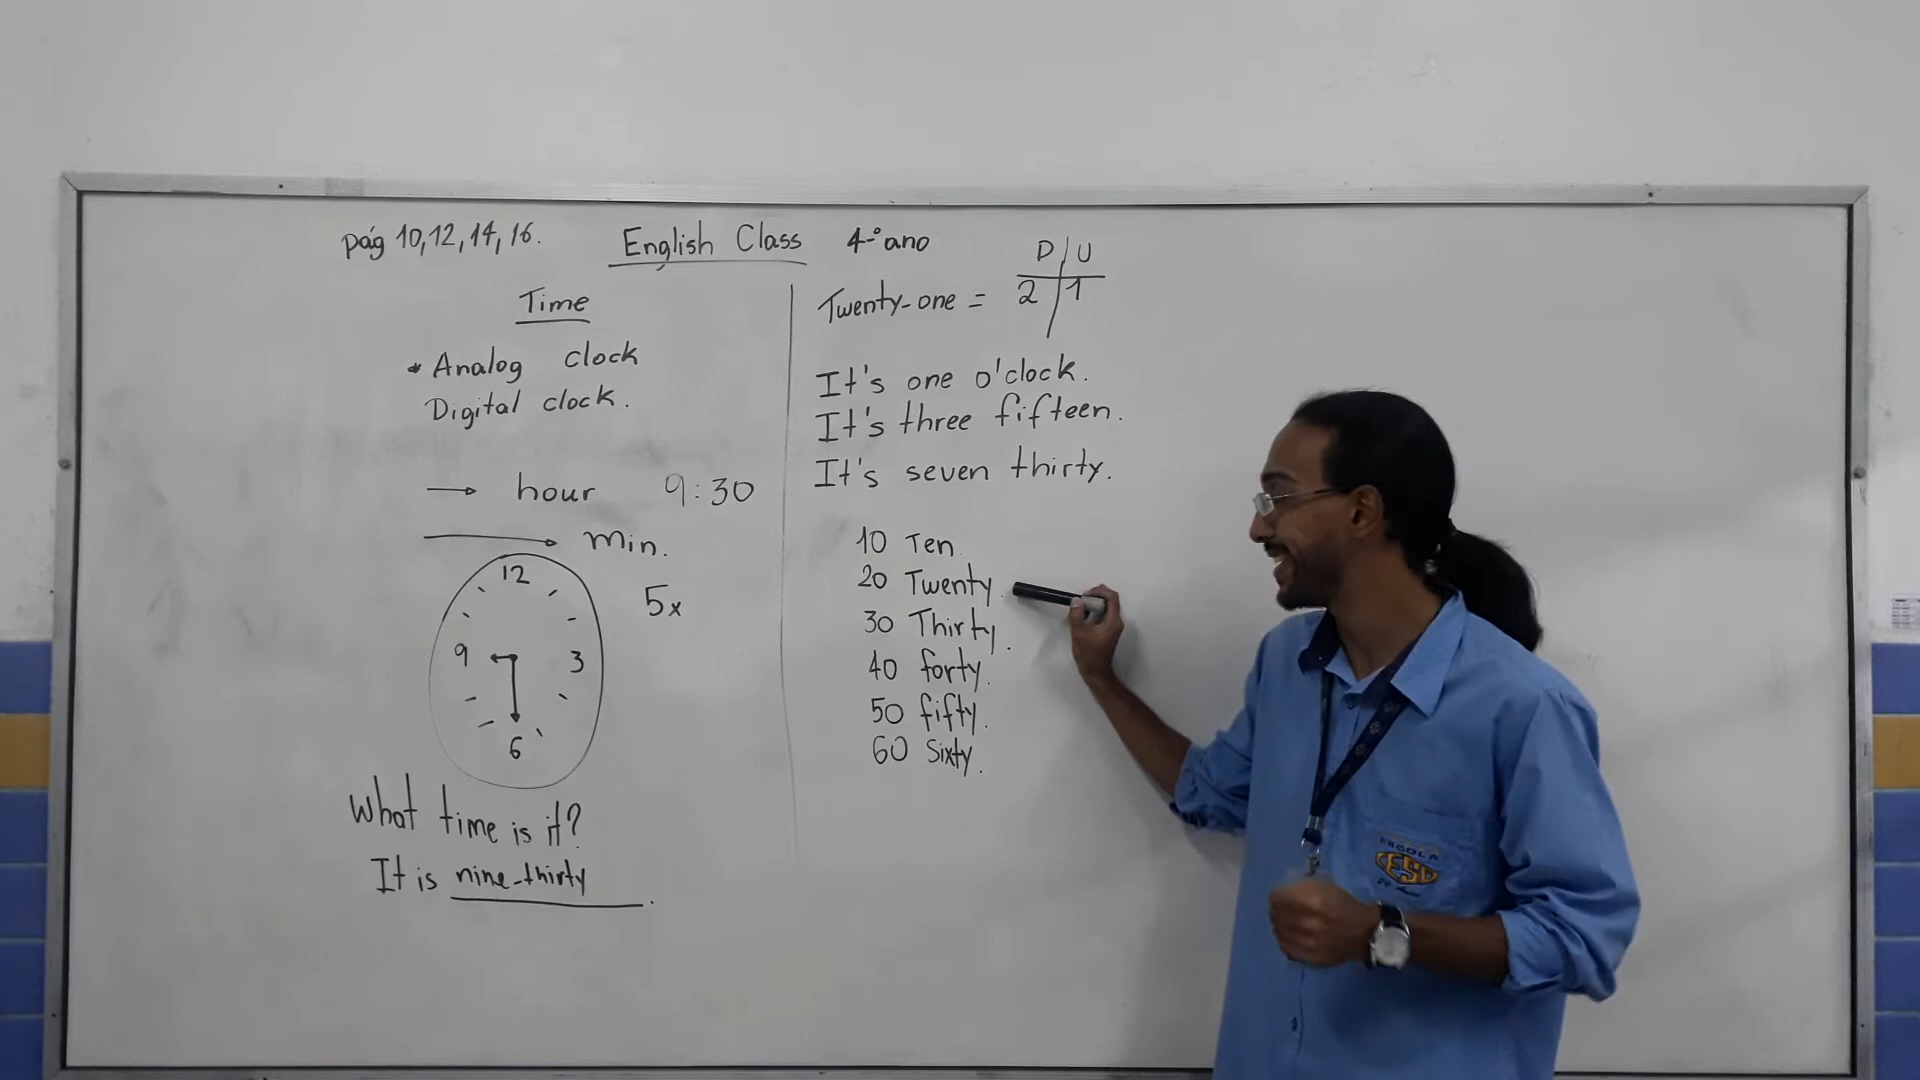 pág 10, 12, 14, 16.
English Class 4º ano
Time
* Analog clock
Digital clock.
→ hour 9:30
→ min.
5x
12
9 3
6
What time is it?
It is nine-thirty.
D U
Twenty-one = 2 1
It's one o'clock.
It's three fifteen.
It's seven thirty.
10 Ten.
20 Twenty.
30 Thirty.
40 forty.
50 fifty.
60 Sixty.
ESCOLA
CESD